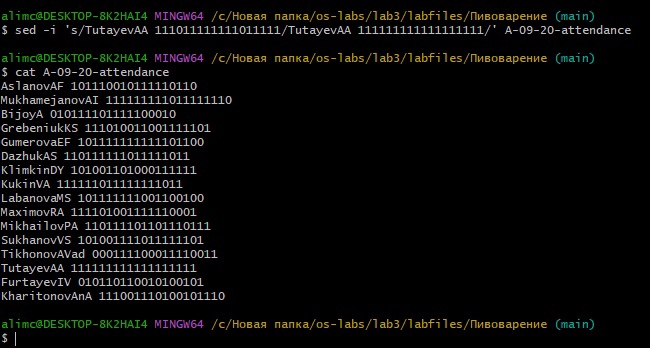 alimc@DESKTOP-8K2HAI4 MINGW64 /c/Новая папка/os-labs/lab3/labfiles/Пивоварение (main)
$ sed -i 's/TutayevAA 111011111111011111/TutayevAA 111111111111111111/' A-09-20-attendance
alimc@DESKTOP-8K2HAI4 MINGW64 /c/Новая папка/os-labs/lab3/labfiles/Пивоварение (main)
$ cat A-09-20-attendance
AslanovAF 101110010111110110
MukhamejanovAI 111111111011111110
BijoyA 010111101111100010
GrebeniukKS 111010011001111101
GumerovaEF 101111111111101100
DazhukAS 110111111011111011
KlimkinDY 101001101000111111
KukinVA 111111101111111011
LabanovaMS 101111111001100100
MaximovRA 111101001111110001
MikhailovPA 110111101101110111
SukhanovVS 101001111011111101
TikhonovAVad 000111100011110011
TutayevAA 111111111111111111
FurtayevIV 010110110010100101
KharitonovAnA 111001110100101110
alimc@DESKTOP-8K2HAI4 MINGW64 /c/Новая папка/os-labs/lab3/labfiles/Пивоварение (main)
$